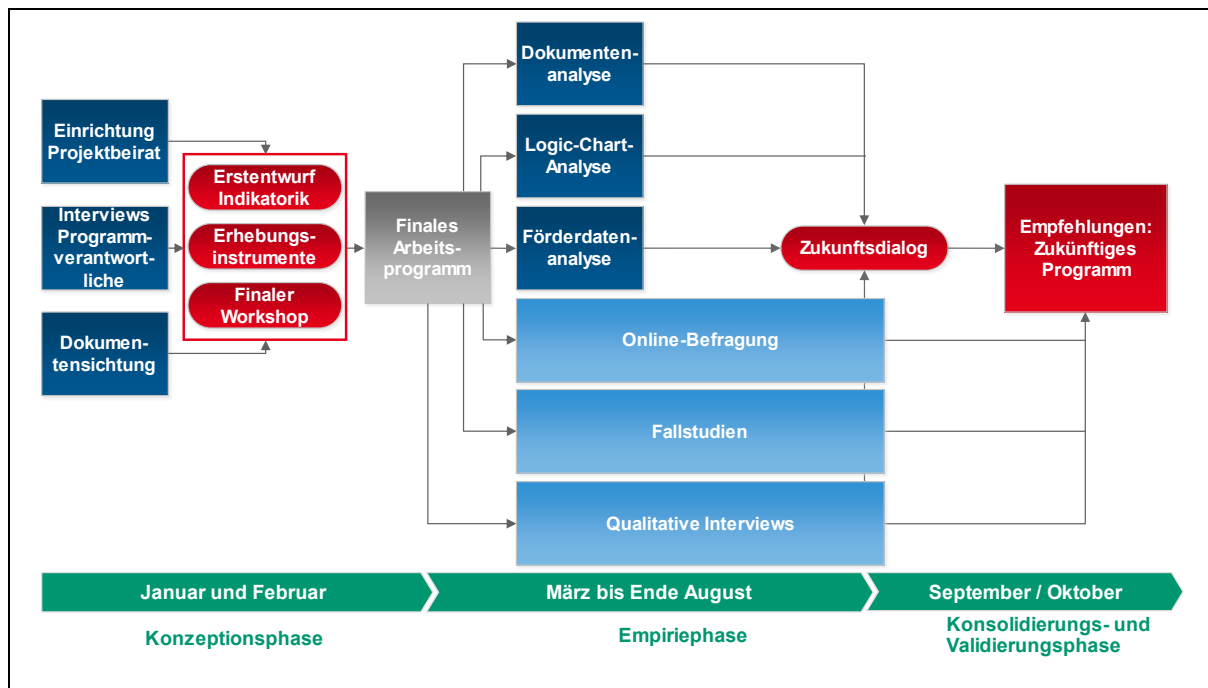 Einrichtung
Projektbeirat
Interviews
Programm-
verantwort-
liche
Dokumen-
tensichtung
Erstentwurf
Indikatorik
Erhebungs-
instrumente
Finaler
Workshop
Finales
Arbeits-
programm
Dokumenten-
analyse
Logic-Chart-
Analyse
Förderdaten-
analyse
Online-Befragung
Fallstudien
Qualitative Interviews
Zukunftsdialog
Empfehlungen:
Zukünftiges
Programm
Januar und Februar
März bis Ende August
September / Oktober
Konzeptionsphase
Empiriephase
Konsolidierungs- und
Validierungsphase